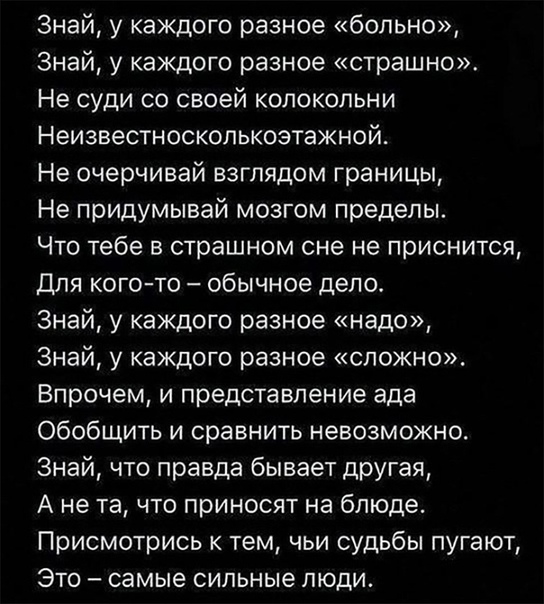 Знай, у каждого разное «больно»,
Знай, у каждого разное «страшно».
Не суди со своей колокольни
Неизвестносколькоэтажной.
Не очерчивай взглядом границы,
Не придумывай мозгом пределы.
Что тебе в страшном сне не приснится,
Для кого-то – обычное дело.
Знай, у каждого разное «надо»,
Знай, у каждого разное «сложно».
Впрочем, и представление ада
Обобщить и сравнить невозможно.
Знай, что правда бывает другая,
А не та, что приносят на блюде.
Присмотрись к тем, чьи судьбы пугают,
Это – самые сильные люди.